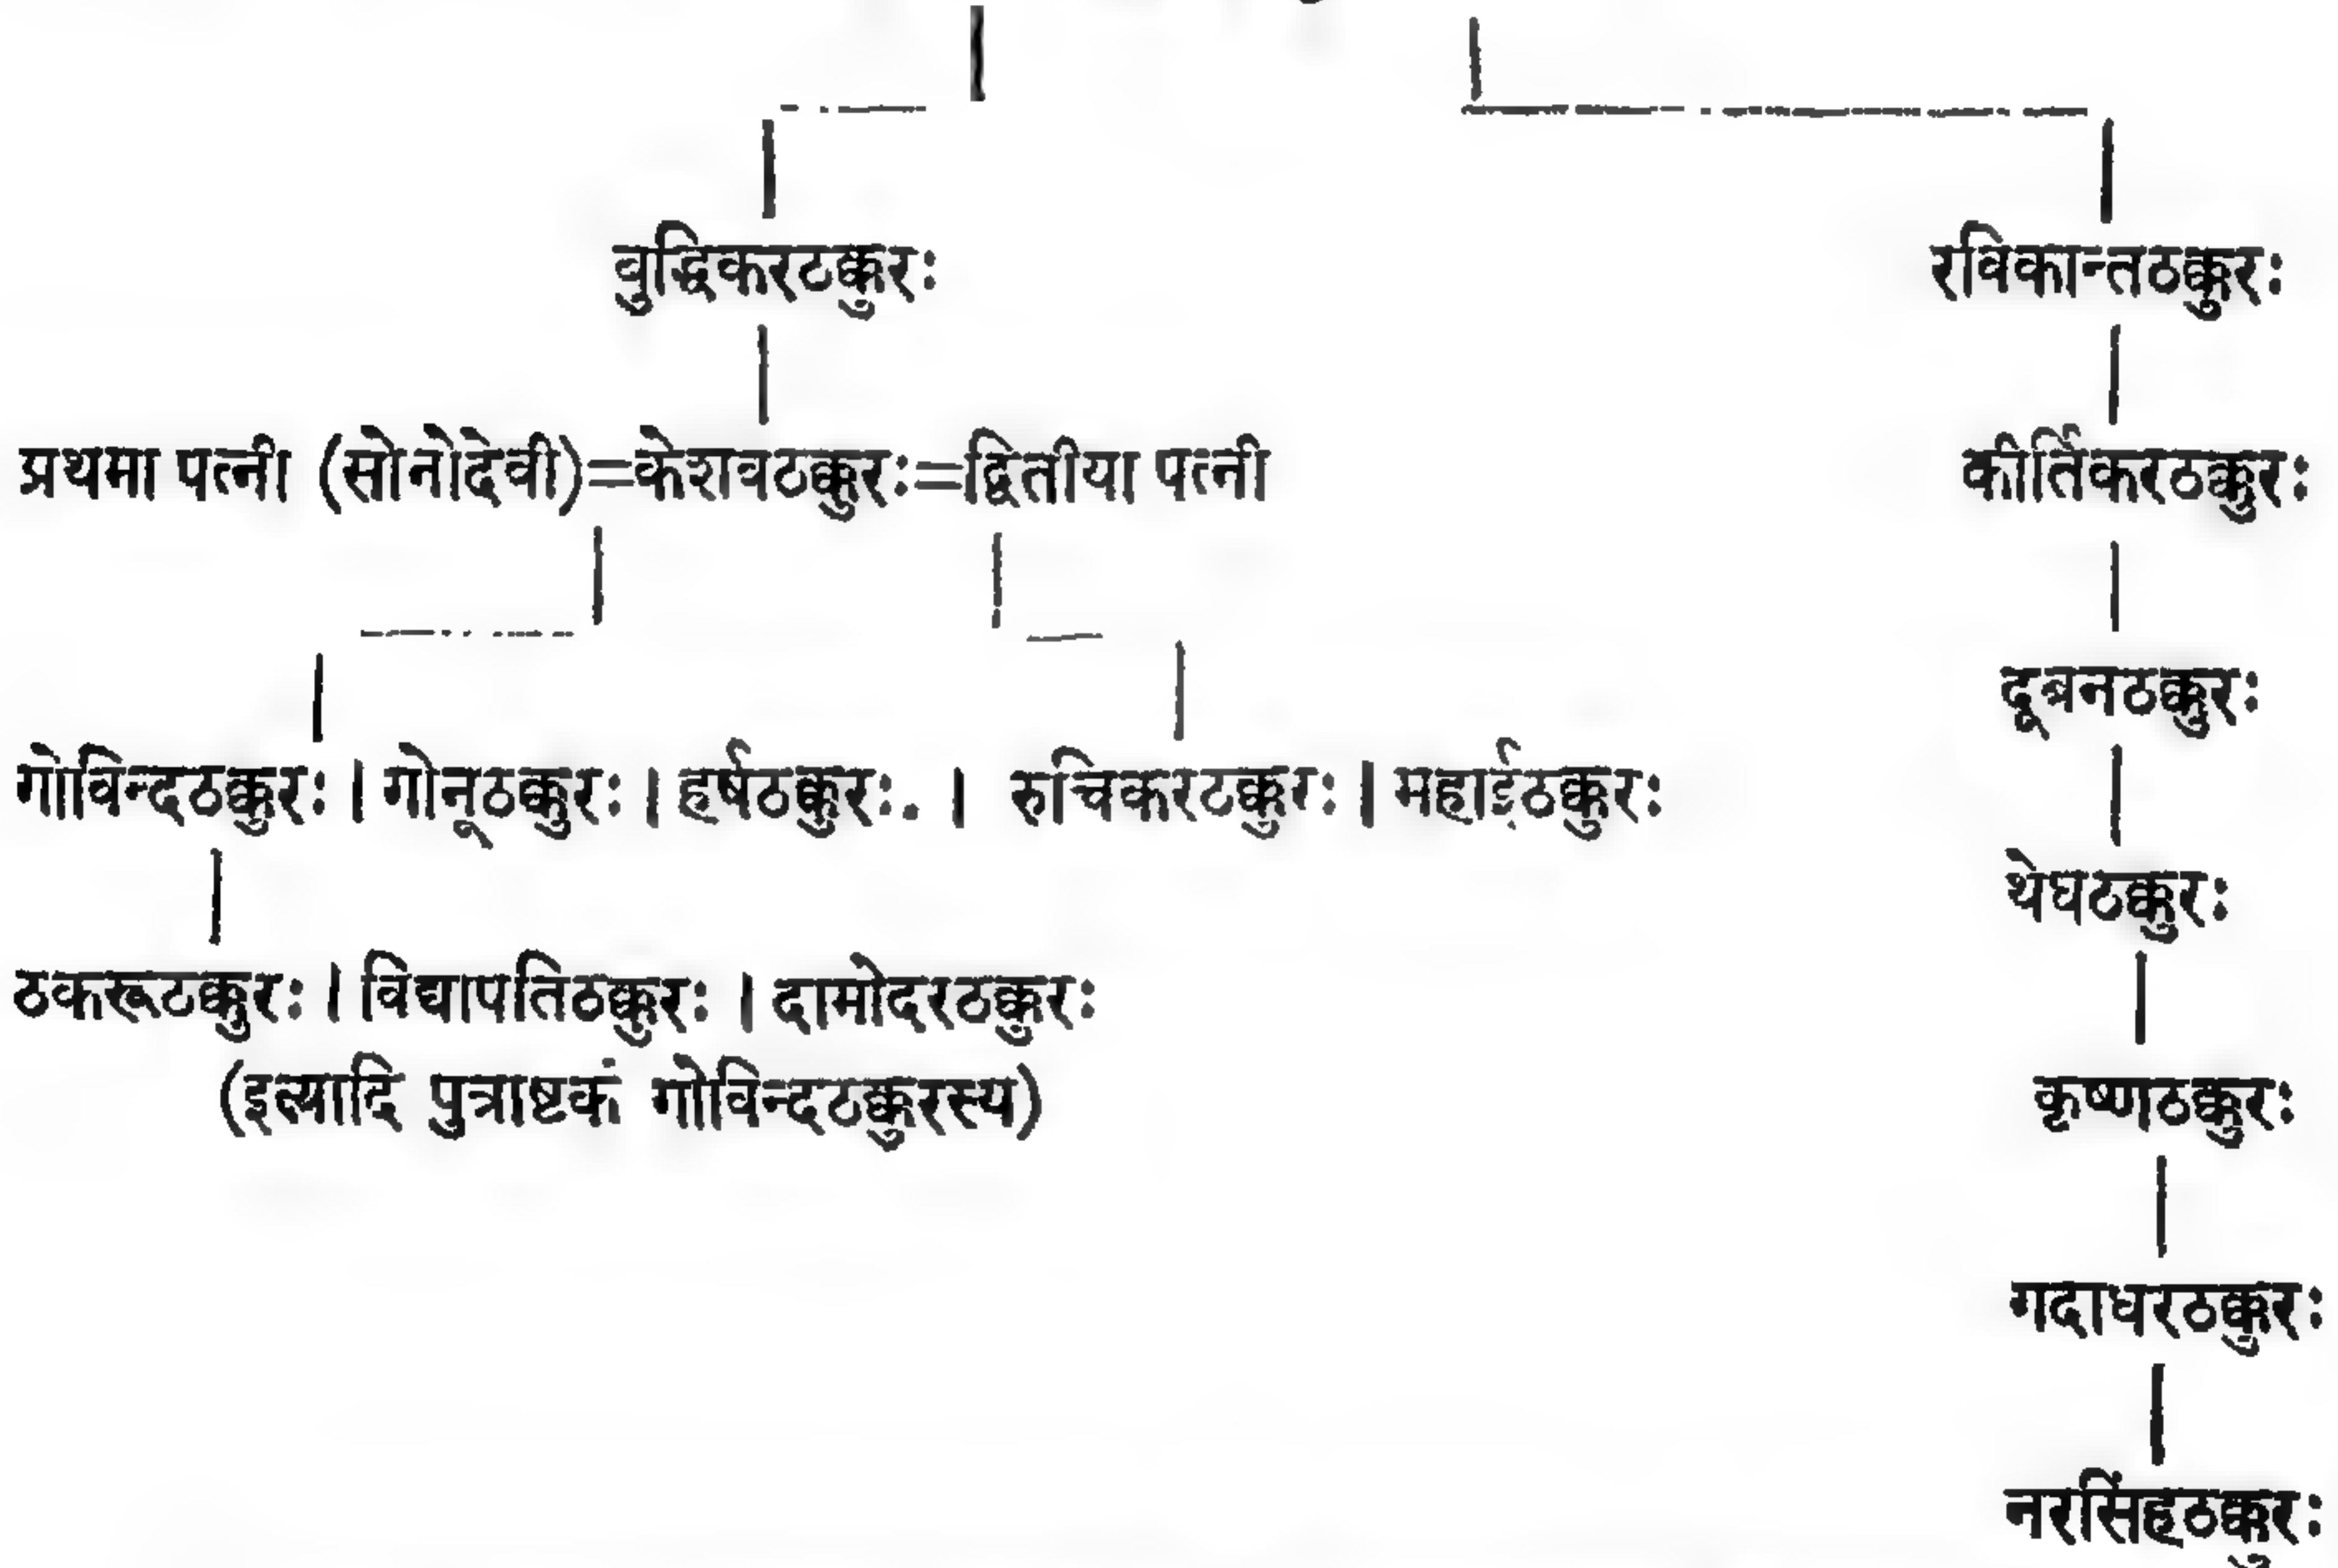 वुद्धिकरठक्कुरः रविकान्तठक्कुरः
प्रथमा पत्नी (सोनोदेवी)=केशवठक्कुरः=द्वितीया पत्नी कीर्तिकरठक्कुरः
दूवनठक्कुरः
गोविन्दठक्कुरः । गोनूठक्कुरः । हर्षठक्कुरः. । रुचिकरठक्कुरः । महाईठक्कुरः
थेघठक्कुरः
ठकरूठक्कुरः । विद्यापतिठक्कुरः । दामोदरठक्कुरः
(इत्यादि पुत्राष्टकं गोविन्दठक्कुरस्य) कृष्णठक्कुरः
गदाधरठक्कुरः
नरसिंहठक्कुरः